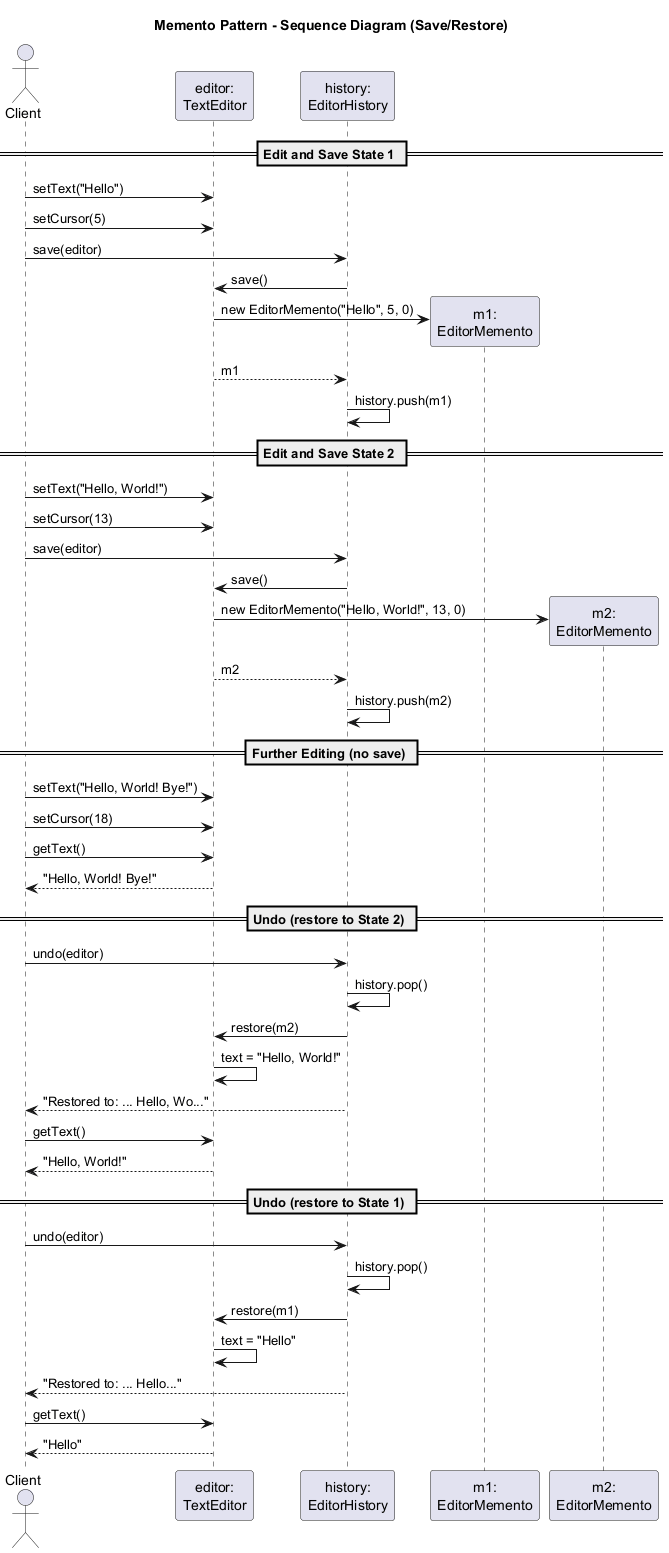 Memento Pattern - Sequence Diagram (Save/Restore)
Client
editor:
TextEditor
history:
EditorHistory
Edit and Save State 1
setText("Hello")
setCursor(5)
save(editor)
save()
new EditorMemento("Hello", 5, 0)
m1:
EditorMemento
m1
history.push(m1)
Edit and Save State 2
setText("Hello, World!")
setCursor(13)
save(editor)
save()
new EditorMemento("Hello, World!", 13, 0)
m2:
EditorMemento
m2
history.push(m2)
Further Editing (no save)
setText("Hello, World! Bye!")
setCursor(18)
getText()
"Hello, World! Bye!"
Undo (restore to State 2)
undo(editor)
history.pop()
restore(m2)
text = "Hello, World!"
"Restored to: ... Hello, Wo..."
getText()
"Hello, World!"
Undo (restore to State 1)
undo(editor)
history.pop()
restore(m1)
text = "Hello"
"Restored to: ... Hello..."
getText()
"Hello"
Client
editor:
TextEditor
history:
EditorHistory
m1:
EditorMemento
m2:
EditorMemento